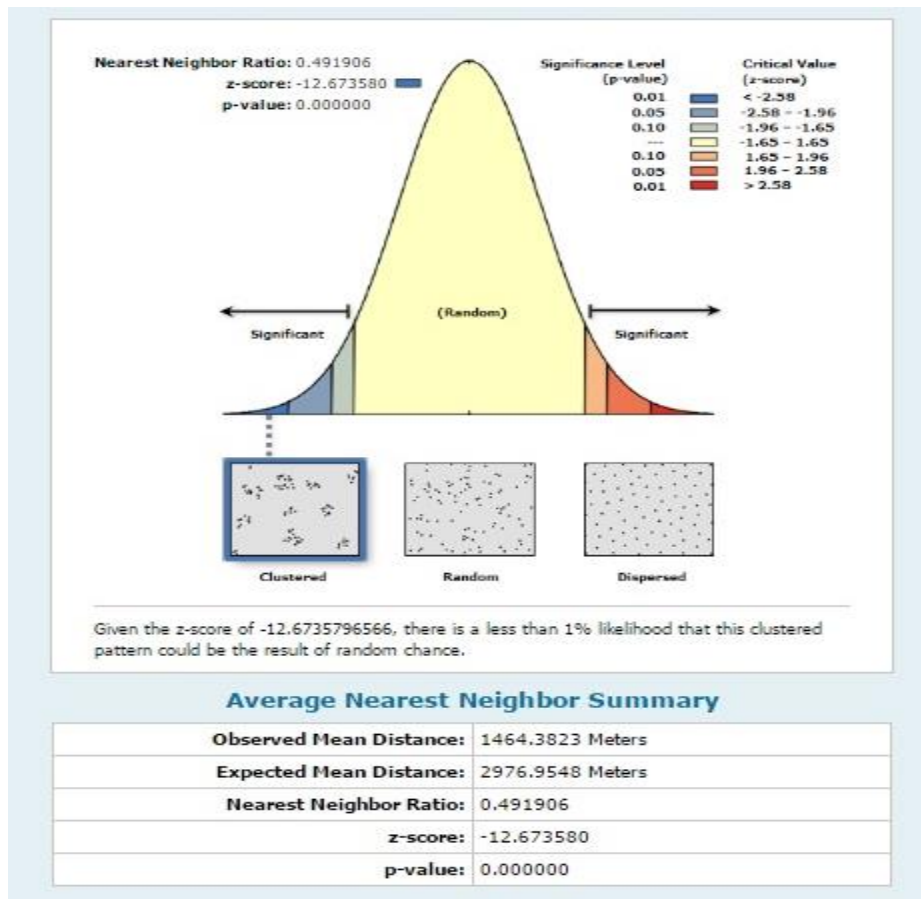 Nearest Neighbor Ratio: 0.491906
z-score: -12.673580
p-value: 0.000000
Significance Level
(p-value)
Critical Value
(z-score)
0.01 < -2.58
0.05 -2.58 - -1.96
0.10 -1.96 - -1.65
--- -1.65 - 1.65
0.10 1.65 - 1.96
0.05 1.96 - 2.58
0.01 > 2.58
(Random)
Significant
Significant
Clustered
Random
Dispersed
Given the z-score of -12.6735796566, there is a less than 1% likelihood that this clustered
pattern could be the result of random chance.
Average Nearest Neighbor Summary
Observed Mean Distance: 1464.3823 Meters
Expected Mean Distance: 2976.9548 Meters
Nearest Neighbor Ratio: 0.491906
z-score: -12.673580
p-value: 0.000000